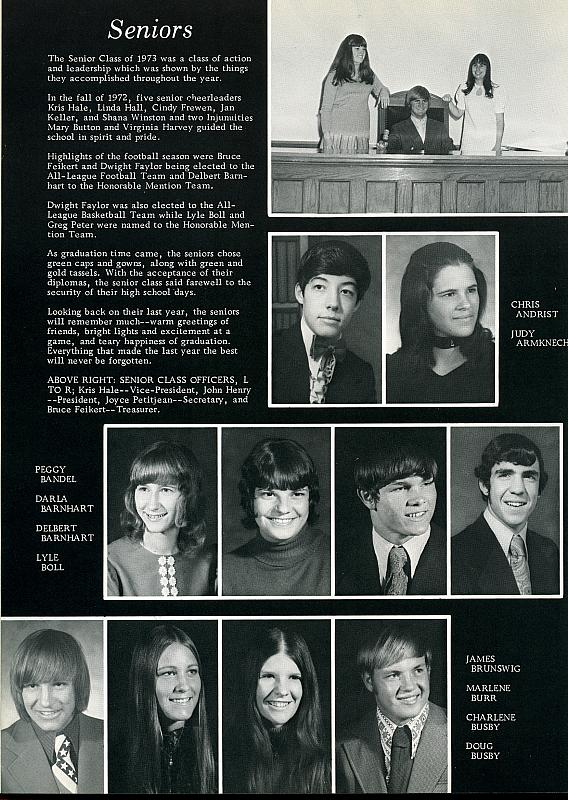 Seniors
The Senior Class of 1973 was a class of action
and leadership which was shown by the things
they accomplished throughout the year.
In the fall of 1972, five senior cheerleaders
Kris Hale, Linda Hall, Cindy Frewen, Jan
Keller, and Shana Winston and two Injunities
Mary Button and Virginia Harvey guided the
school in spirit and pride.
Highlights of the football season were Bruce
Feikert and Dwight Faylor being elected to the
All-League Football Team and Delbert Barn-
hart to the Honorable Mention Team.
Dwight Faylor was also elected to the All-
League Basketball Team while Lyle Boll and
Greg Peter were named to the Honorable Men-
tion Team.
As graduation time came, the seniors chose
green caps and gowns, along with green and
gold tassels. With the acceptance of their
diplomas, the senior class said farewell to the
security of their high school days.
Looking back on their last year, the seniors
will remember much--warm greetings of
friends, bright lights and excitement at a
game, and teary happiness of graduation.
Everything that made the last year the best
will never be forgotten.
ABOVE RIGHT: SENIOR CLASS OFFICERS, L
TO R; Kris Hale--Vice-President, John Henry
--President, Joyce Petitjean--Secretary, and
Bruce Feikert--Treasurer.
CHRIS
ANDRIST
JUDY
ARMKNECH
PEGGY
BANDEL
DARLA
BARNHART
DELBERT
BARNHART
LYLE
BOLL
JAMES
BRUNSWIG
MARLENE
BURR
CHARLENE
BUSBY
DOUG
BUSBY